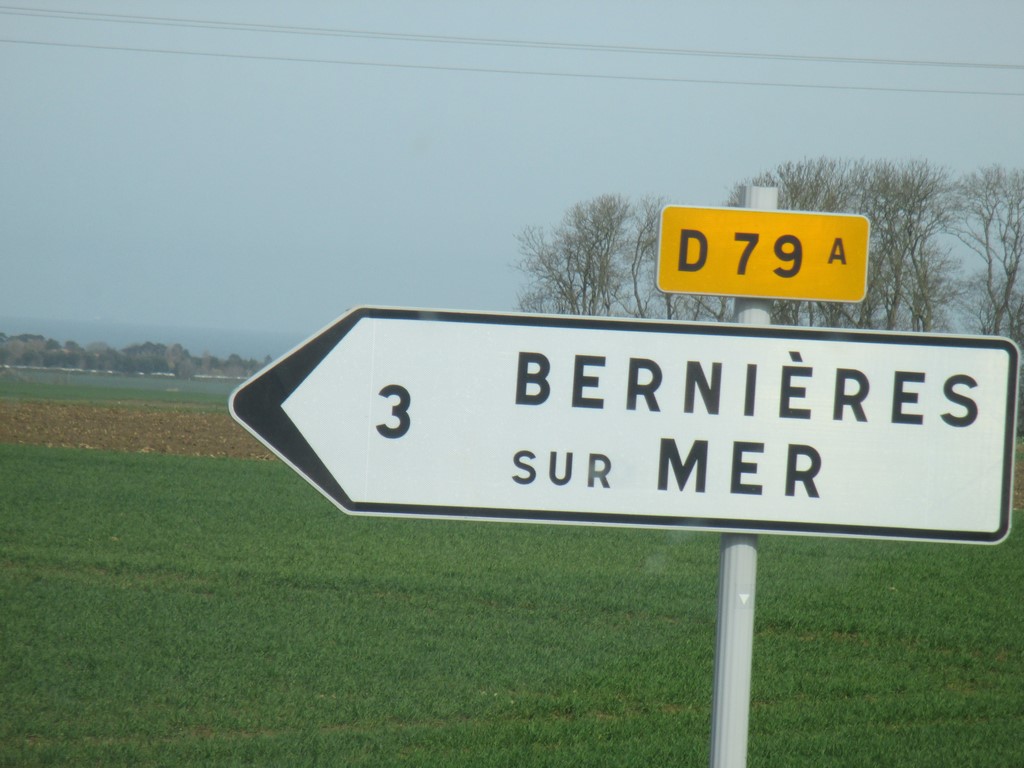 D 79 A
3 BERNIÈRES
SUR MER